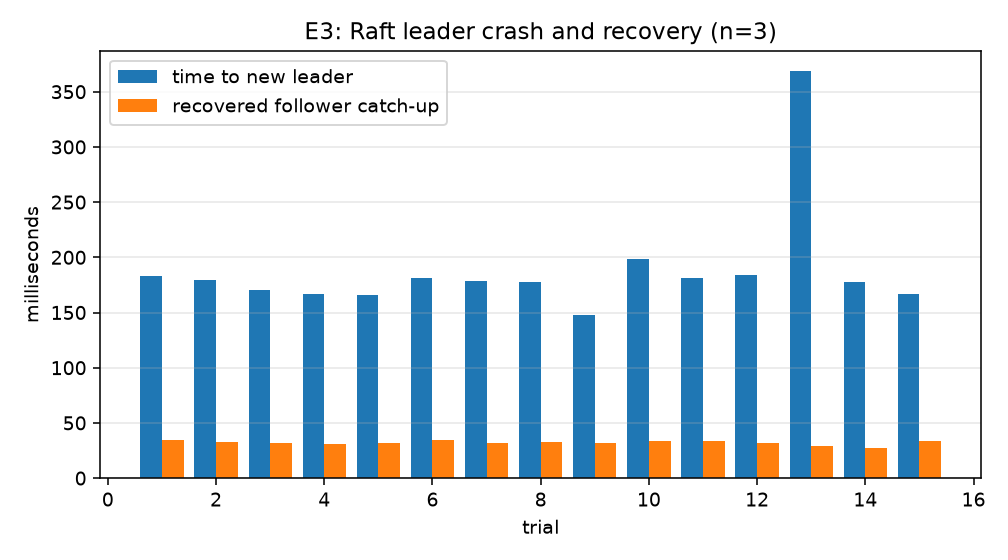 E3: Raft leader crash and recovery (n=3)
time to new leader
recovered follower catch-up
milliseconds
350
300
250
200
150
100
50
0
0 2 4 6 8 10 12 14 16
trial